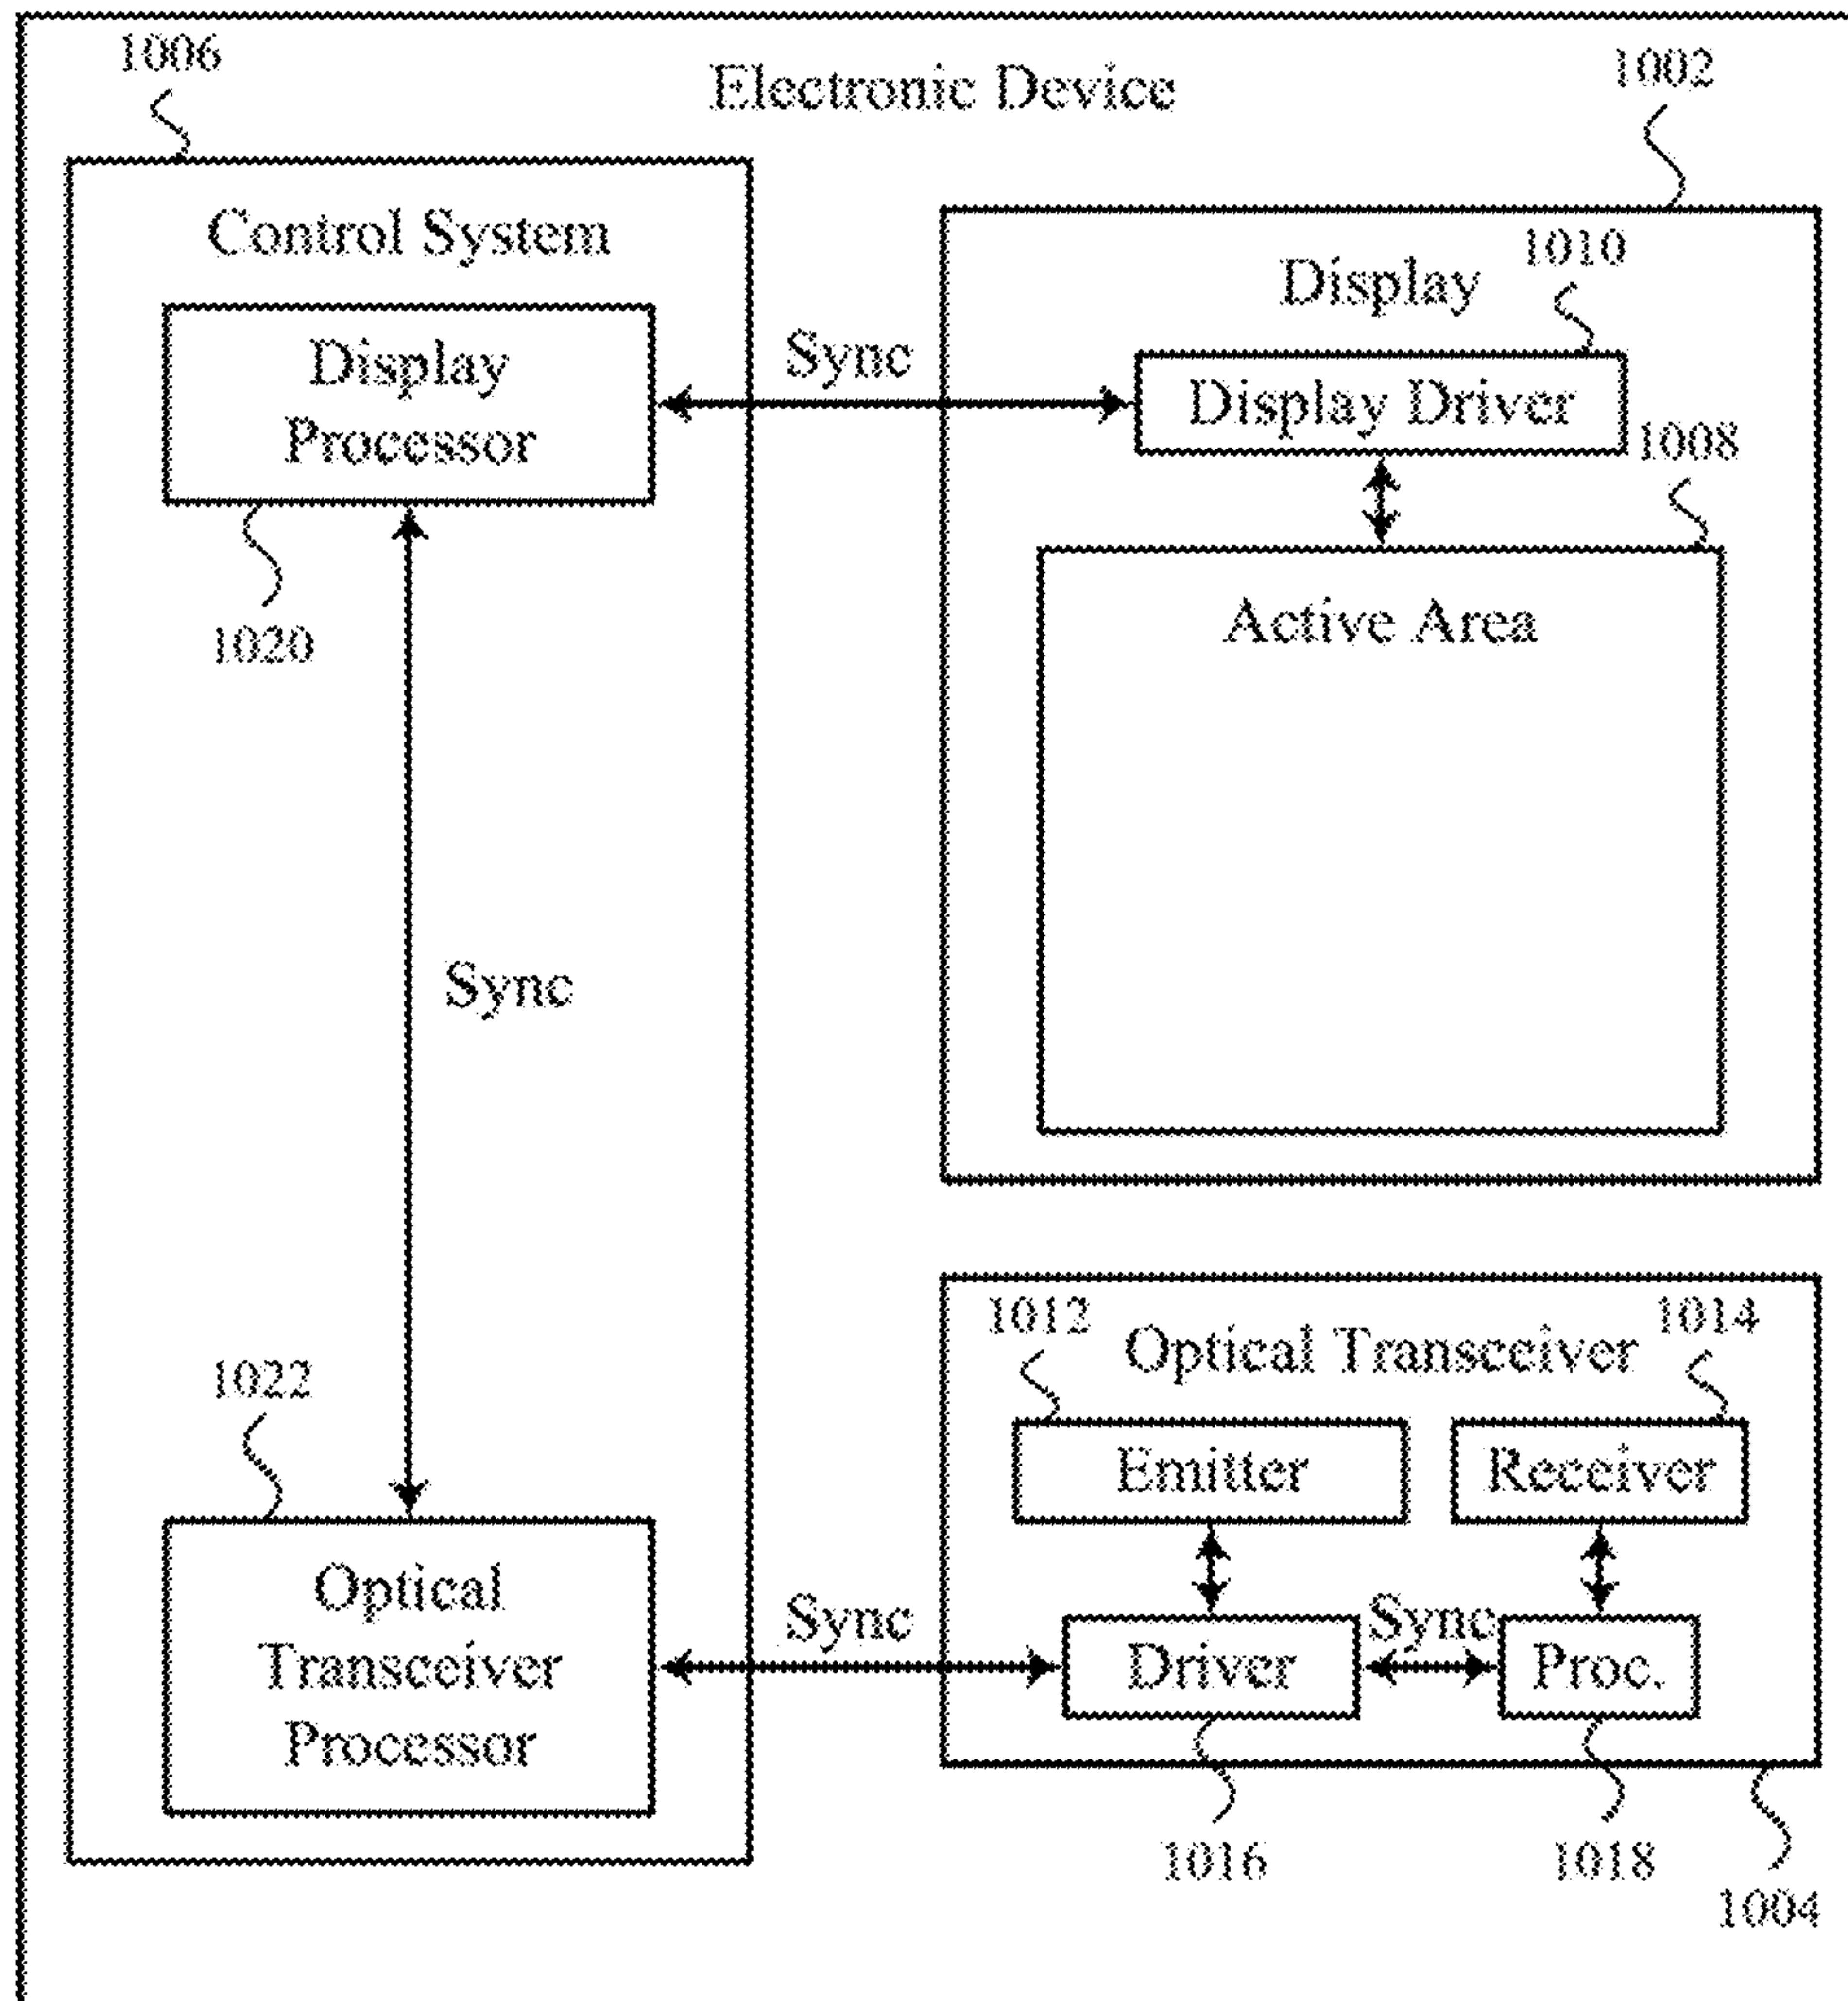 1006
Electronic Device
1002
Control System
Display
1010
Display
Processor
Sync
Display Driver
1008
1020
Active Area
Sync
1022
1012
Optical Transceiver
1014
Emitter
Receiver
Optical
Transceiver
Processor
Sync
Driver
Sync
Proc.
1016
1018
1004